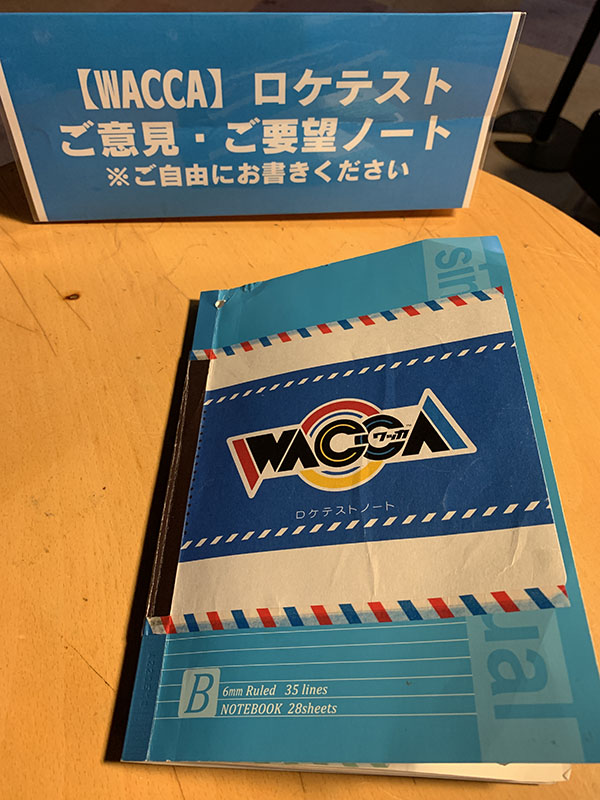 【WACCA】ロケテスト
ご意見・ご要望ノート
※ご自由にお書きください
WACCA
ワッカ
ロケテストノート
B
6mm Ruled 35 lines
NOTEBOOK 28sheets